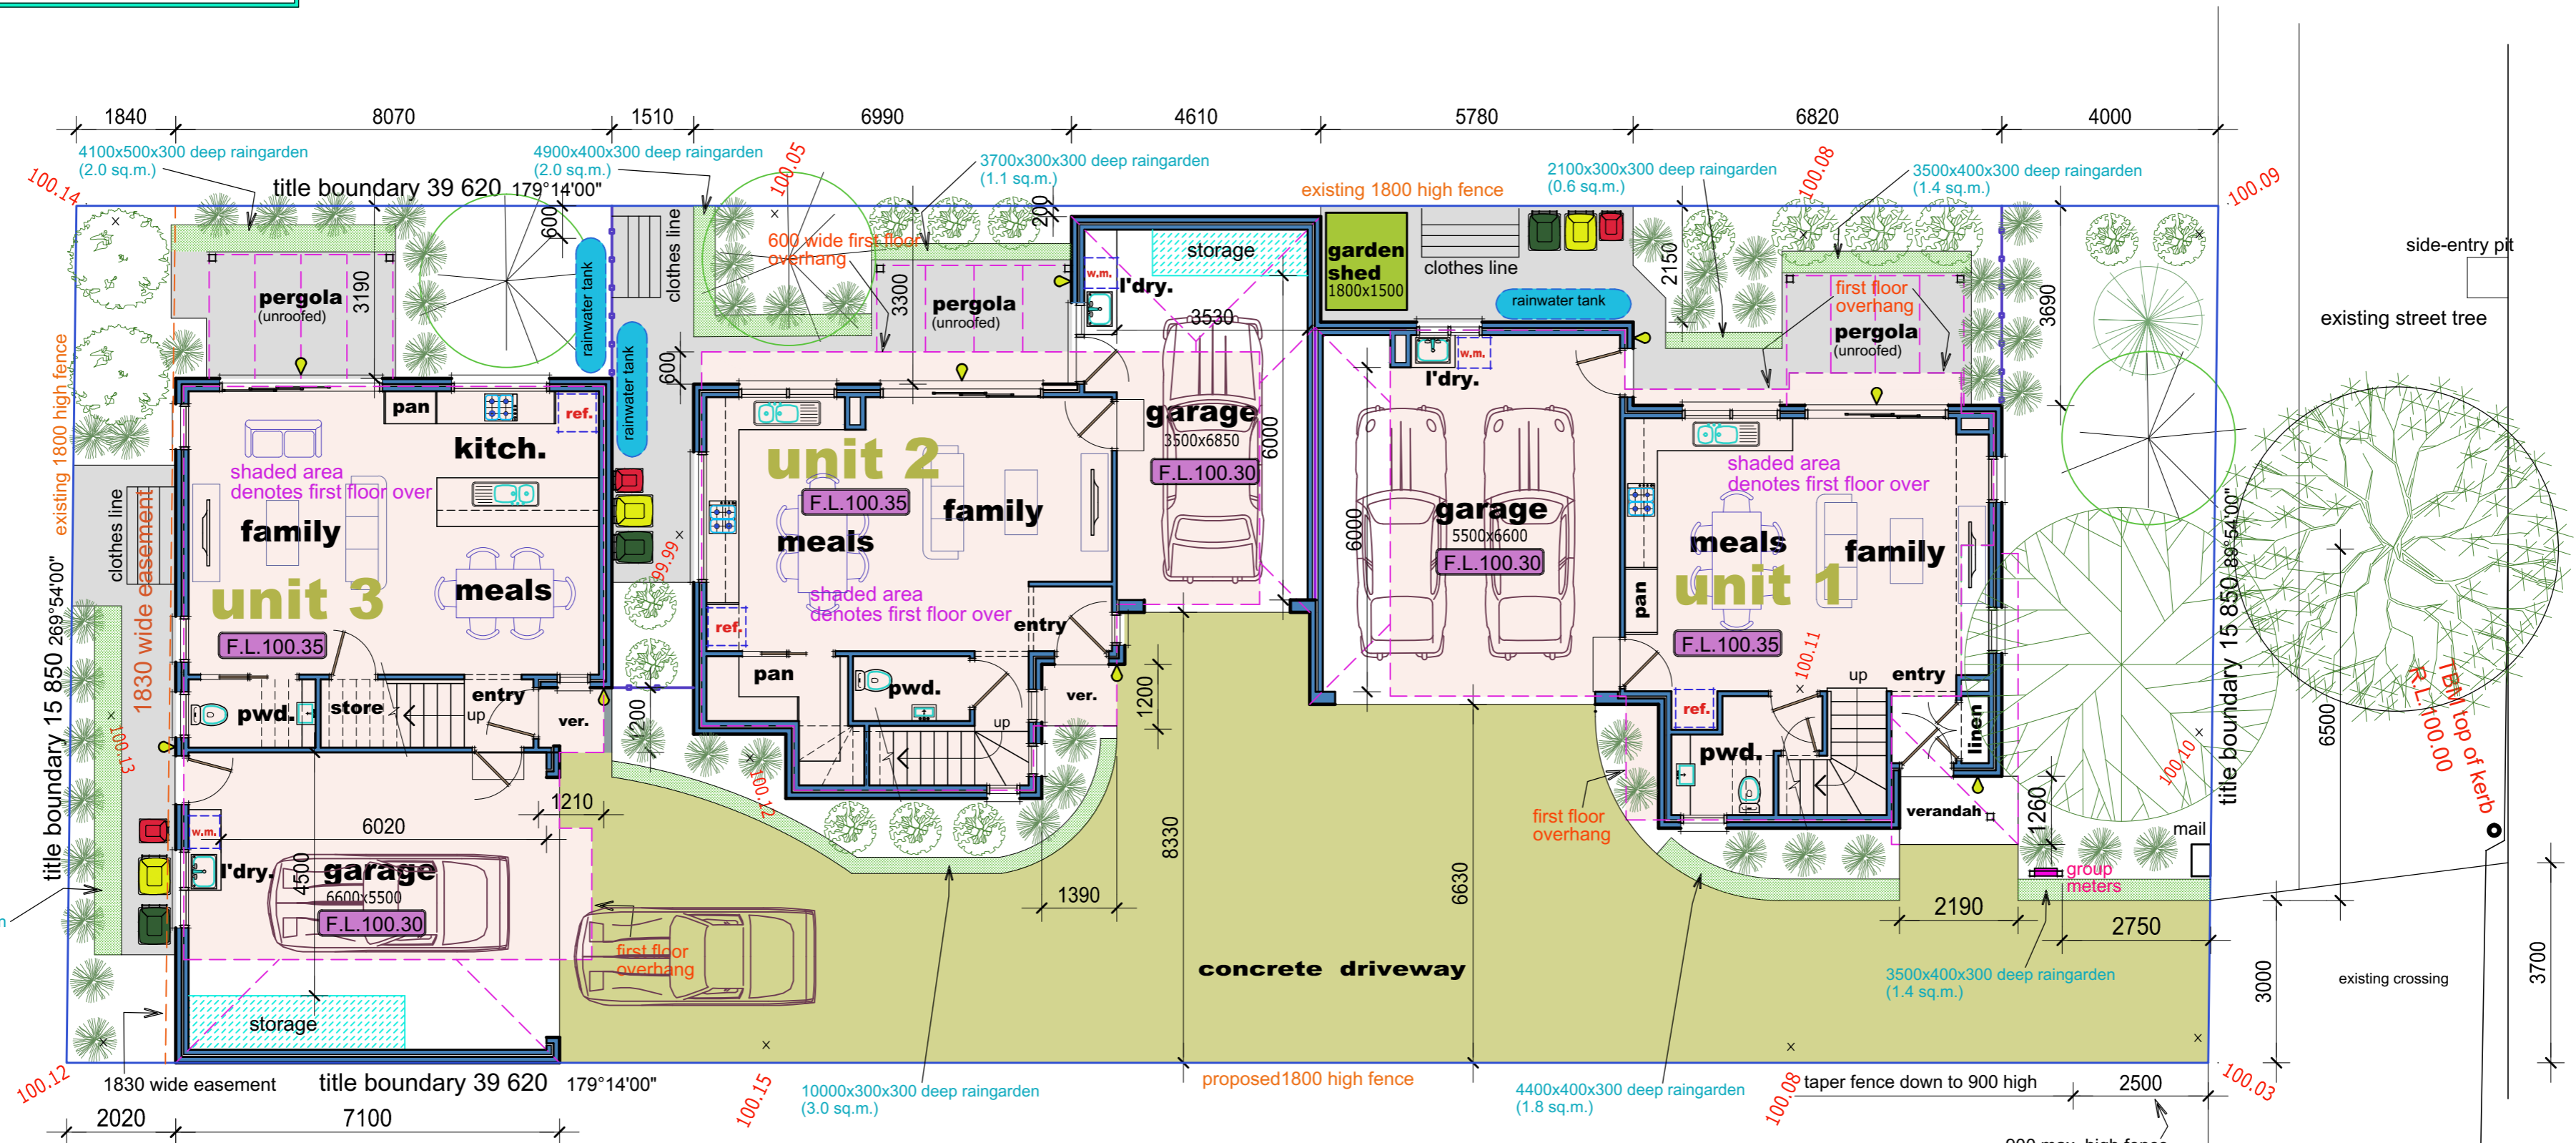 1840
8070
1510
6990
4610
5780
6820
4000
4100x500x300 deep raingarden
(2.0 sq.m.)
4900x400x300 deep raingarden
(2.0 sq.m.)
3700x300x300 deep raingarden
(1.1 sq.m.)
2100x300x300 deep raingarden
(0.6 sq.m.)
3500x400x300 deep raingarden
(1.4 sq.m.)
100.14
100.05
100.08
100.09
title boundary 39 620 179°14'00"
existing 1800 high fence
600
200
clothes line
600 wide first floor
overhang
storage
garden
shed
1800x1500
clothes line
2150
3690
side-entry pit
existing street tree
pergola
(unroofed)
3190
rainwater tank
rainwater tank
3300
pergola
(unroofed)
w.m.
l'dry.
3530
rainwater tank
first floor
overhang
pergola
(unroofed)
600
existing 1800 high fence
pan
ref.
kitch.
unit 2
F.L.100.35
meals
family
garage
3500x6850
F.L.100.30
6000
l'dry.
w.m.
garage
5500x6600
F.L.100.30
6000
shaded area
denotes first floor over
shaded area
denotes first floor over
shaded area
denotes first floor over
family
unit 3
meals
F.L.100.35
clothes line
1830 wide easement
title boundary 15 850 269°54'00"
99.99
ref.
entry
pan
pwd.
up
ver.
1200
meals
family
unit 1
F.L.100.35
pan
100.11
up
entry
title boundary 15 850 89°54'00"
TBM top of kerb
R.L.100.00
6500
pwd.
store
up
entry
ver.
1200
100.13
100.12
ref.
pwd.
linen
100.10
verandah
1260
mail
group
meters
first floor
overhang
w.m.
l'dry.
6020
1210
4500
garage
6600x5500
F.L.100.30
first floor
overhang
storage
1390
8330
6630
2190
2750
concrete driveway
3500x400x300 deep raingarden
(1.4 sq.m.)
existing crossing
3000
3700
100.12
1830 wide easement
title boundary 39 620 179°14'00"
100.15
10000x300x300 deep raingarden
(3.0 sq.m.)
proposed1800 high fence
4400x400x300 deep raingarden
(1.8 sq.m.)
100.08
taper fence down to 900 high
2500
100.03
2020
7100